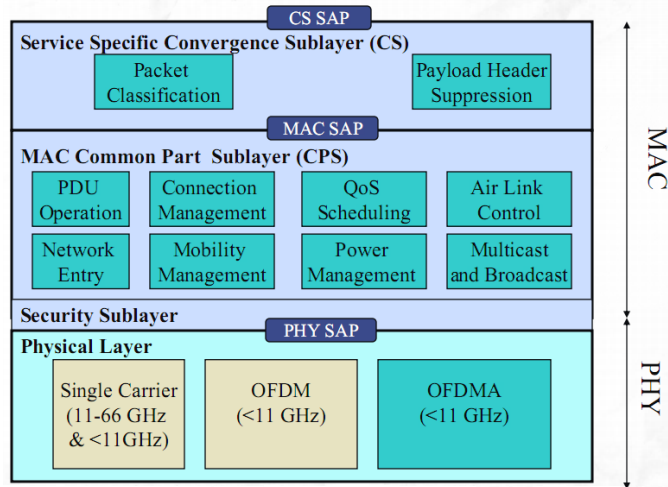 CS SAP
Service Specific Convergence Sublayer (CS)
Packet
Classification
Payload Header
Suppression
MAC SAP
MAC Common Part Sublayer (CPS)
PDU
Operation
Connection
Management
QoS
Scheduling
Air Link
Control
Network
Entry
Mobility
Management
Power
Management
Multicast
and Broadcast
Security Sublayer
PHY SAP
Physical Layer
Single Carrier
(11-66 GHz
& <11GHz)
OFDM
(<11 GHz)
OFDMA
(<11 GHz)
MAC
PHY